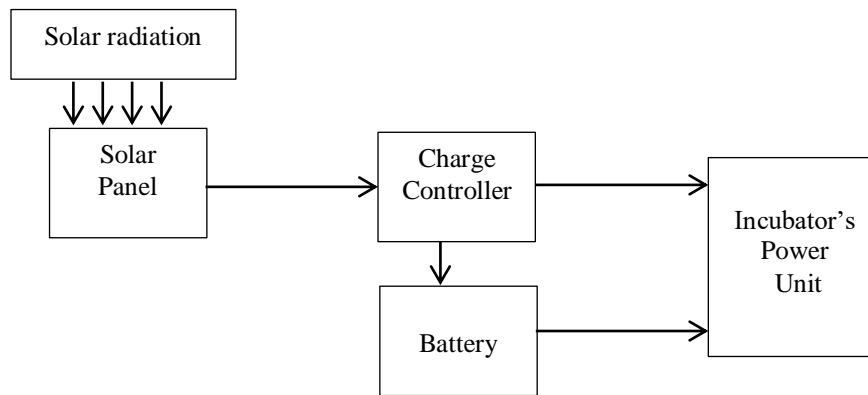 Solar radiation
Solar
Panel
Charge
Controller
Incubator’s
Power
Unit
Battery